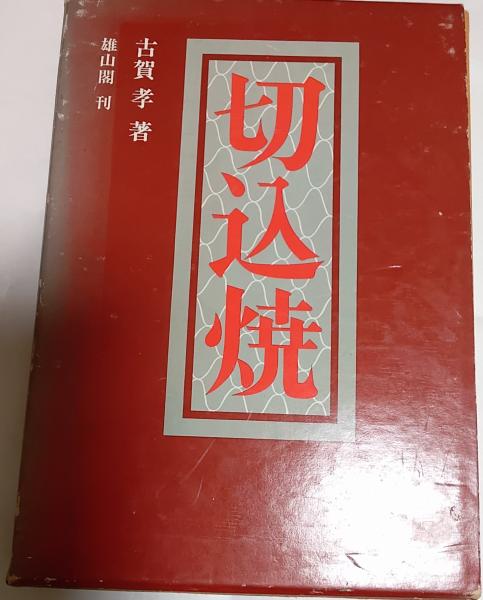 切込焼
古賀孝 著
雄山閣 刊